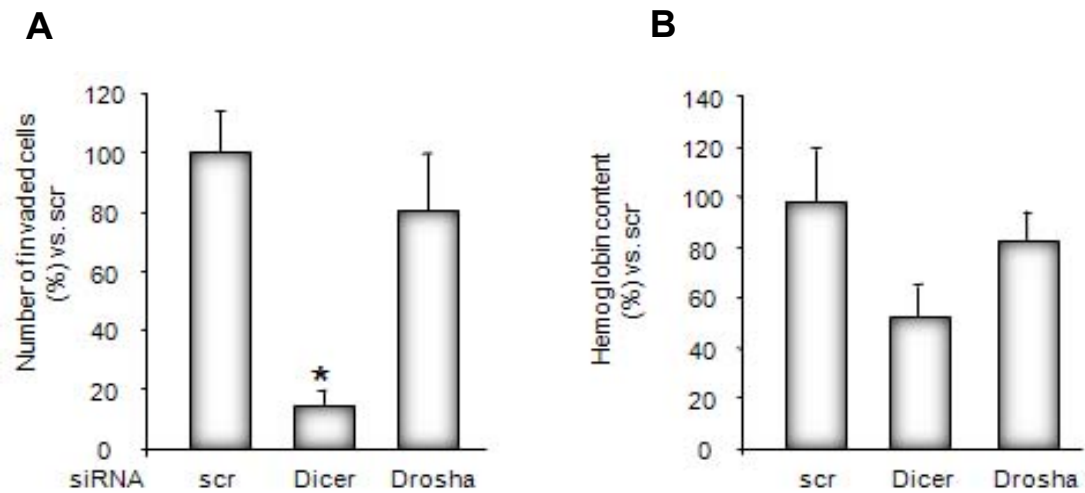 A
Number of invaded cells
(%) vs. scr
120
100
80
60
40
20
0
*
siRNA scr Dicer Drosha
B
Hemoglobin content
(%) vs. scr
140
120
100
80
60
40
20
0
scr Dicer Drosha